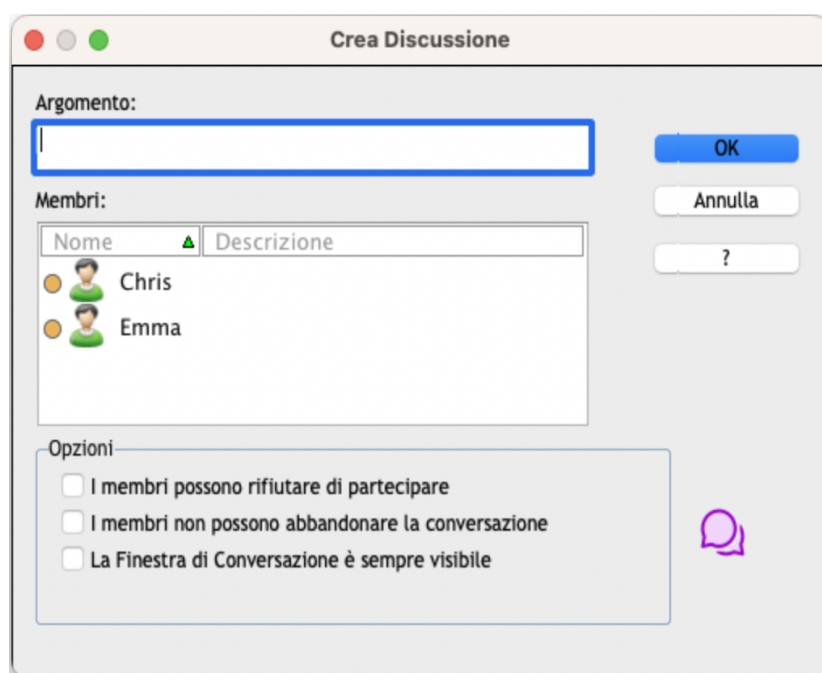 Crea Discussione
Argomento:
OK
Membri:
Annulla
Nome Descrizione
?
Chris
Emma
Opzioni
I membri possono rifiutare di partecipare
I membri non possono abbandonare la conversazione
La Finestra di Conversazione è sempre visibile